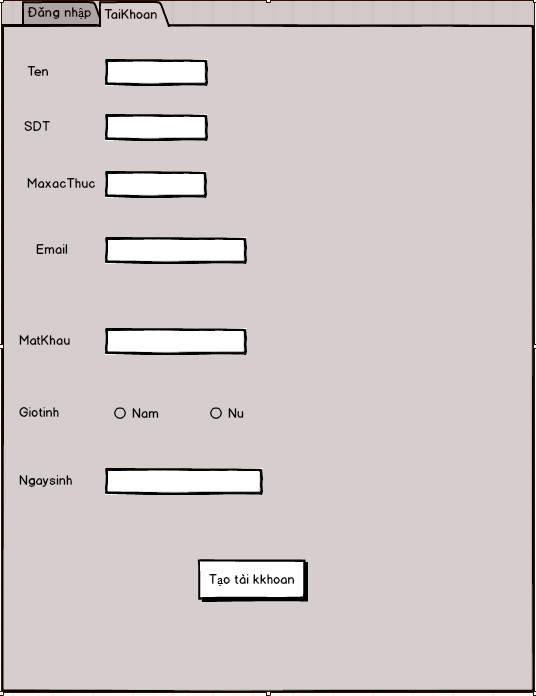 Đăng nhập
TaiKhoan
Ten
SDT
MaxacThuc
Email
MatKhau
Giotinh
Nam
Nu
Ngaysinh
Tạo tài kkhoan